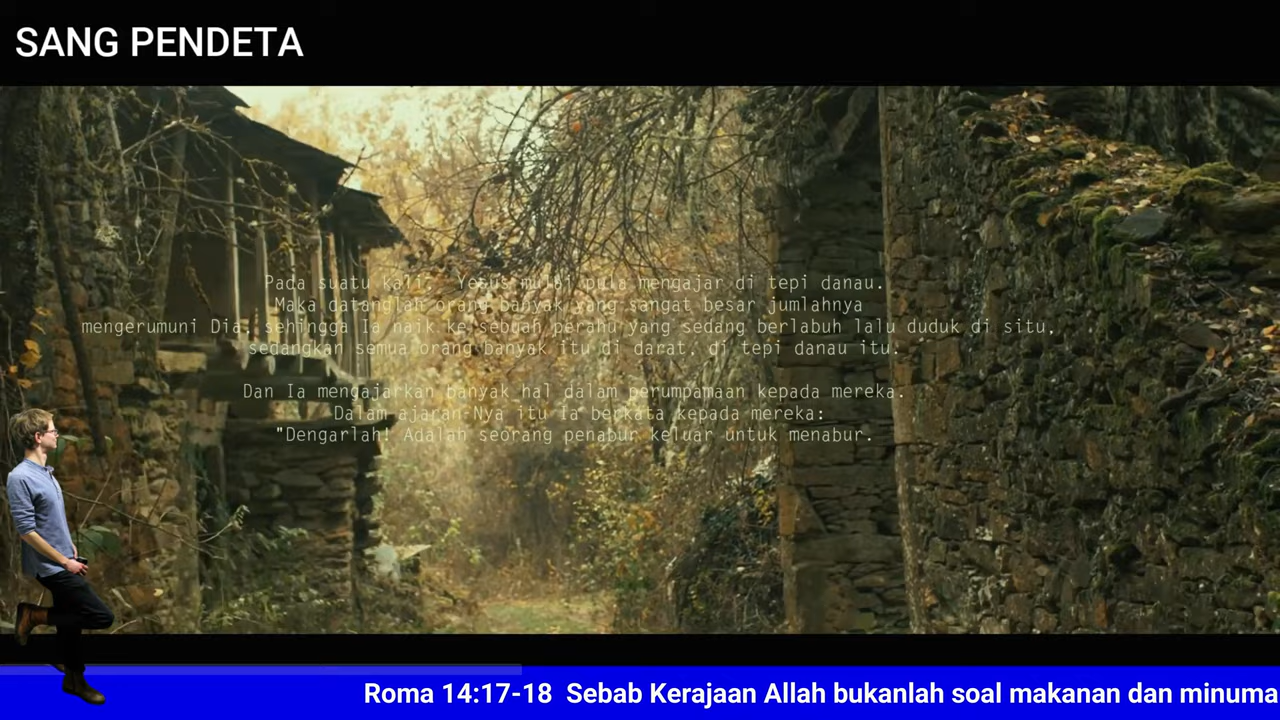 SANG PENDETA
Pada suatu kali, Yesus mulai pula mengajar di tepi danau.
Maka datanglah orang banyak yang sangat besar jumlahnya
mengerumuni Dia, sehingga Ia naik ke sebuah perahu yang sedang berlabuh lalu duduk di situ,
sedangkan semua orang banyak itu di darat, di tepi danau itu.
Dan Ia mengajarkan banyak hal dalam perumpamaan kepada mereka.
Dalam ajaran-Nya itu Ia berkata kepada mereka:
"Dengarlah! Adalah seorang penabur keluar untuk menabur.
Roma 14:17-18 Sebab Kerajaan Allah bukanlah soal makanan dan minuma